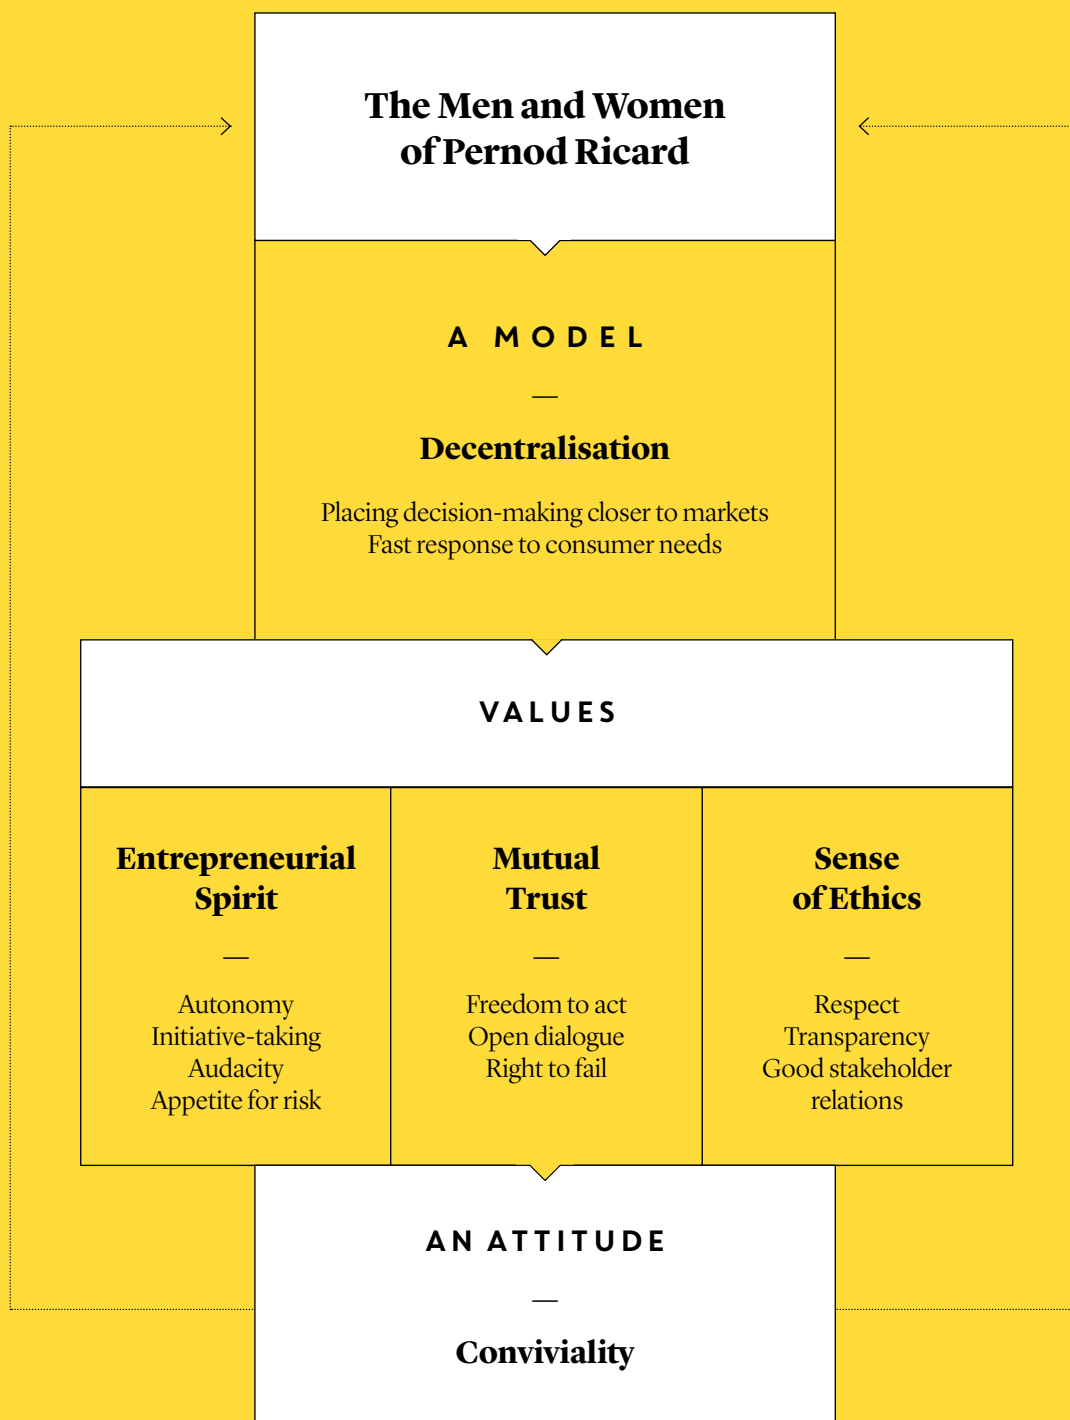 The Men and Women
of Pernod Ricard
A MODEL
—
Decentralisation
Placing decision-making closer to markets
Fast response to consumer needs
VALUES
Entrepreneurial
Spirit
—
Autonomy
Initiative-taking
Audacity
Appetite for risk
Mutual
Trust
—
Freedom to act
Open dialogue
Right to fail
Sense
of Ethics
—
Respect
Transparency
Good stakeholder
relations
AN ATTITUDE
—
Conviviality